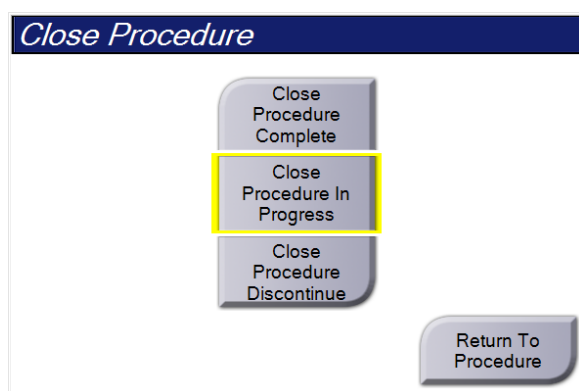 Close Procedure
Close
Procedure
Complete
Close
Procedure In
Progress
Close
Procedure
Discontinue
Return To
Procedure